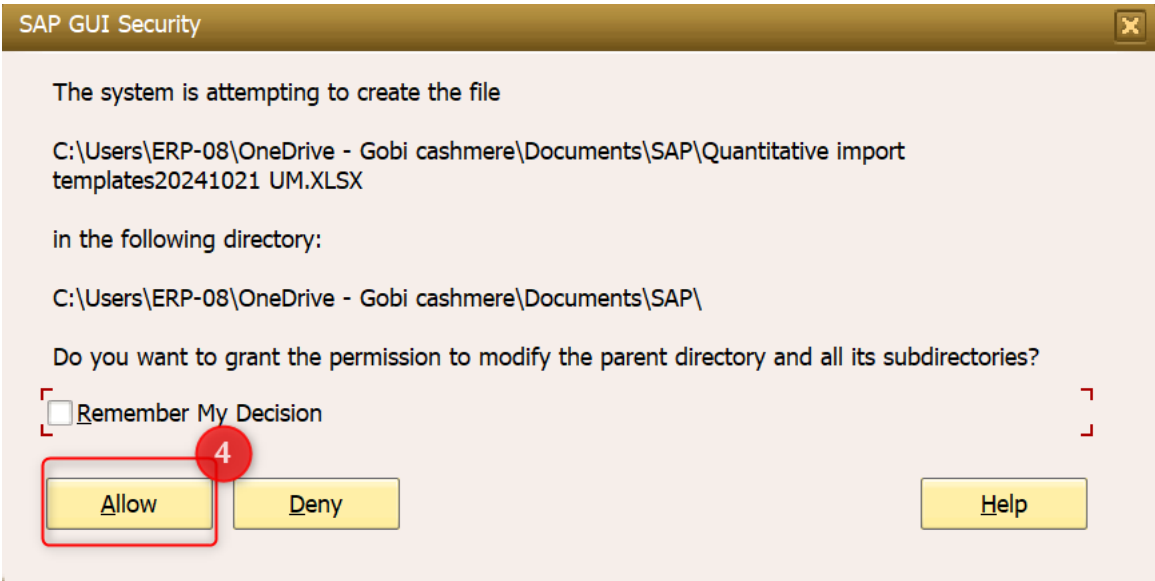 SAP GUI Security
The system is attempting to create the file
C:\Users\ERP-08\OneDrive - Gobi cashmere\Documents\SAP\Quantitative import
templates20241021 UM.XLSX
in the following directory:
C:\Users\ERP-08\OneDrive - Gobi cashmere\Documents\SAP\
Do you want to grant the permission to modify the parent directory and all its subdirectories?
Remember My Decision
4
Allow Deny Help